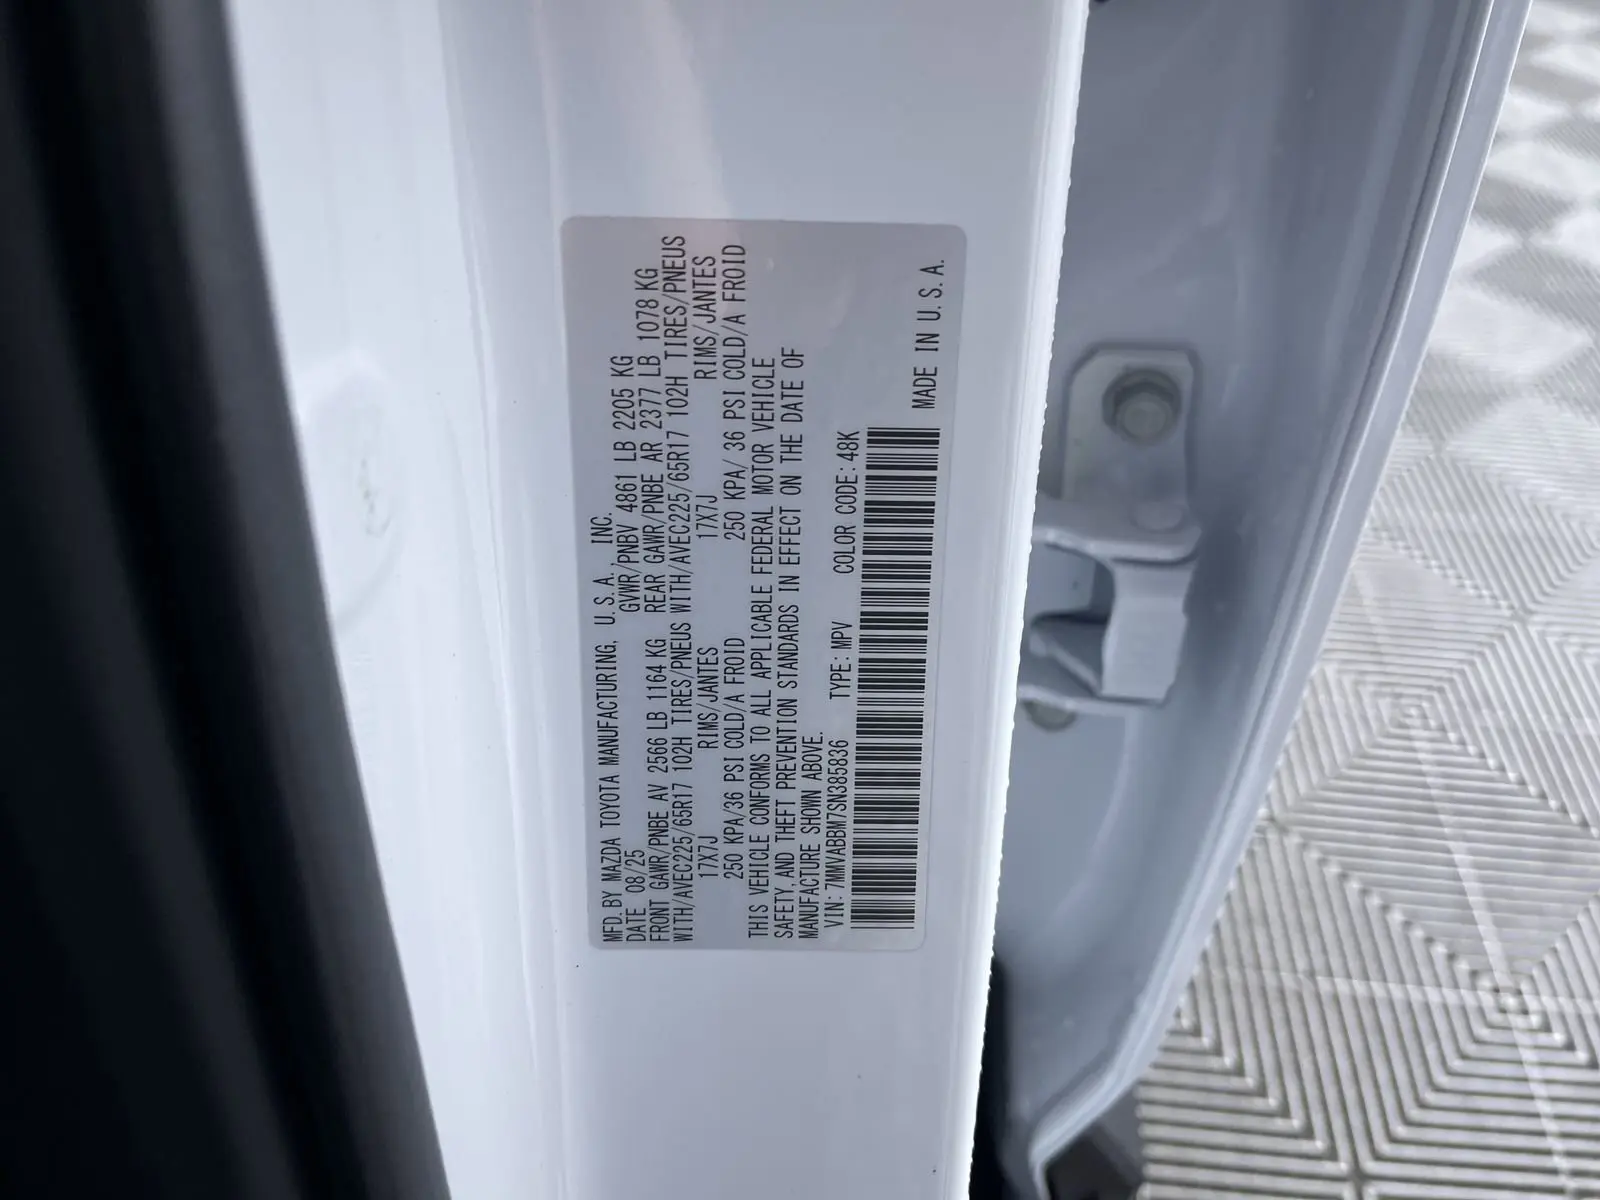 MFD.BY MAZDA TOYOTA MANUFACTURING, U.S.A., INC.
DATE 08/25 GVWR/PNBV 4861 LB 2205 KG
FRONT GAWR/PNBE AV 2566 LB 1164 KG REAR GAWR/PNBE AR 2377 LB 1078 KG
WITH/AVEC225/65R17 102H TIRES/PNEUS WITH/AVEC225/65R17 102H TIRES/PNEUS
17X7J RIMS/JANTES 17X7J RIMS/JANTES
250 KPA/36 PSI COLD/A FROID 250 KPA/ 36 PSI COLD/A FROID
THIS VEHICLE CONFORMS TO ALL APPLICABLE FEDERAL MOTOR VEHICLE
SAFETY, AND THEFT PREVENTION STANDARDS IN EFFECT ON THE DATE OF
MANUFACTURE SHOWN ABOVE.
VIN: 7MMVABBM7SN385836 TYPE: MPV COLOR CODE: 48K
MADE IN U.S.A.